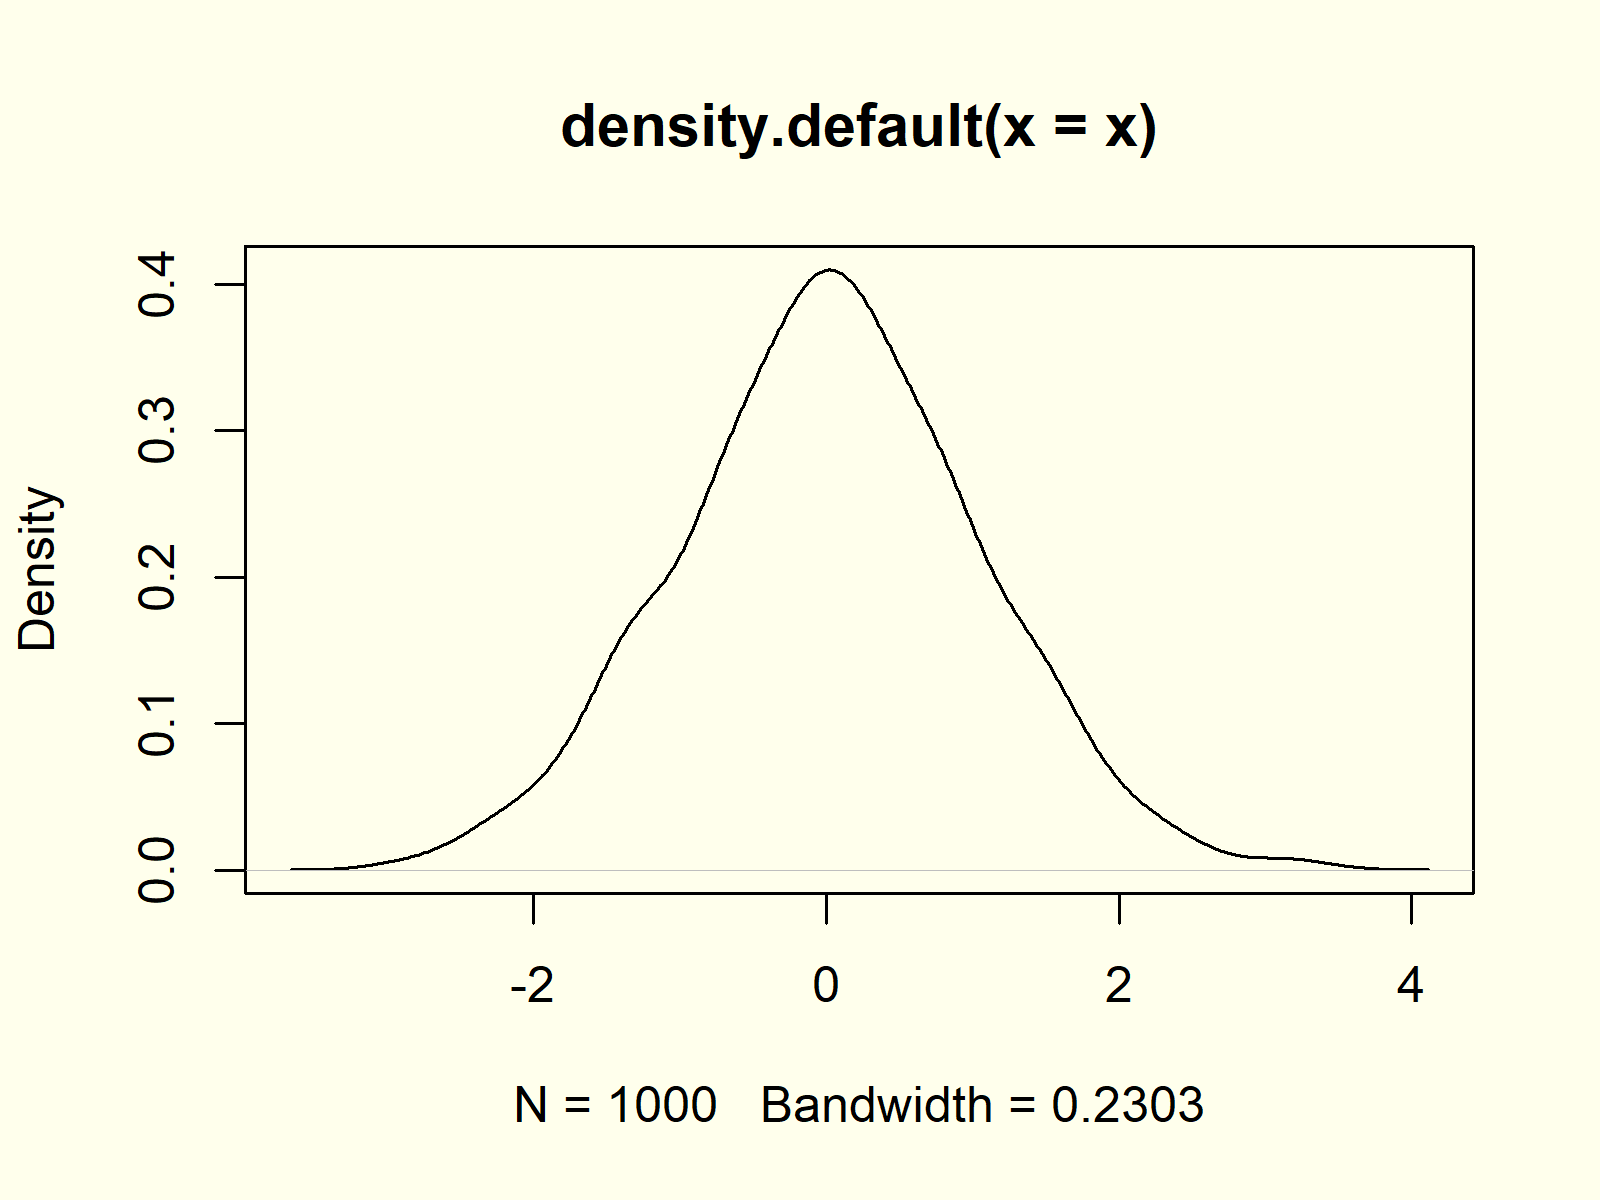 density.default(x = x)
Density
0.4
0.3
0.2
0.1
0.0
-2 0 2 4
N = 1000 Bandwidth = 0.2303